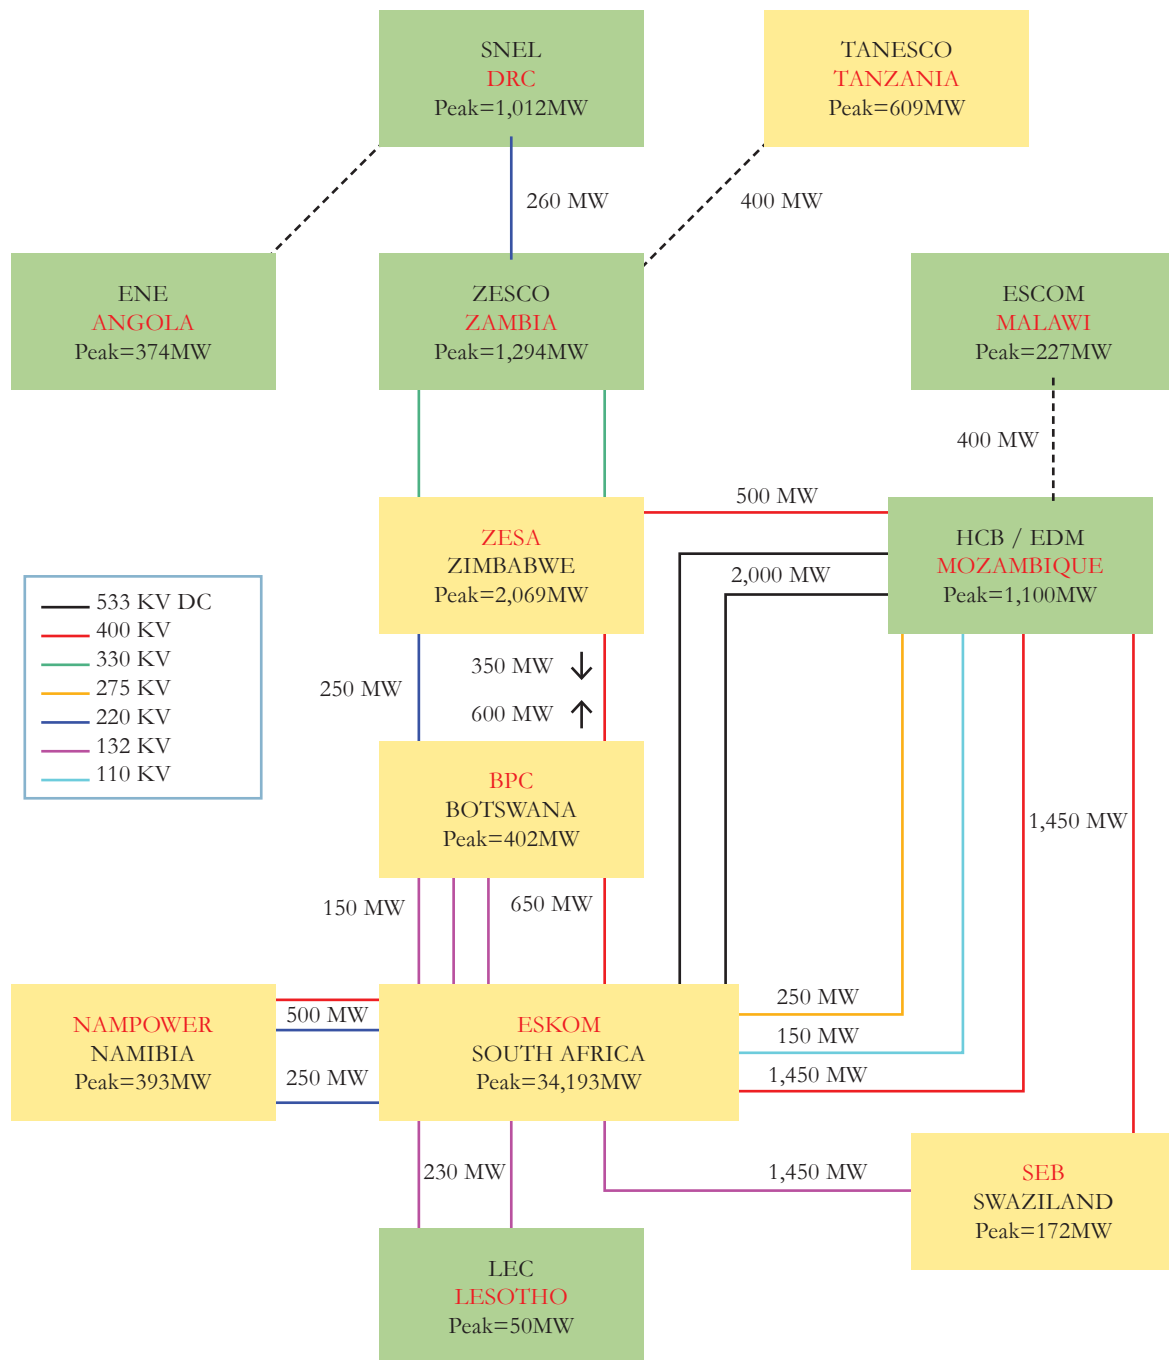 SNEL
DRC
Peak=1,012MW
TANESCO
TANZANIA
Peak=609MW
260 MW
400 MW
ENE
ANGOLA
Peak=374MW
ZESCO
ZAMBIA
Peak=1,294MW
ESCOM
MALAWI
Peak=227MW
400 MW
500 MW
ZESA
ZIMBABWE
Peak=2,069MW
HCB / EDM
MOZAMBIQUE
Peak=1,100MW
2,000 MW
533 KV DC
400 KV
330 KV
275 KV
220 KV
132 KV
110 KV
350 MW
250 MW
600 MW
BPC
BOTSWANA
Peak=402MW
1,450 MW
150 MW
650 MW
NAMPOWER
NAMIBIA
Peak=393MW
500 MW
250 MW
ESKOM
SOUTH AFRICA
Peak=34,193MW
250 MW
150 MW
1,450 MW
230 MW
1,450 MW
SEB
SWAZILAND
Peak=172MW
LEC
LESOTHO
Peak=50MW